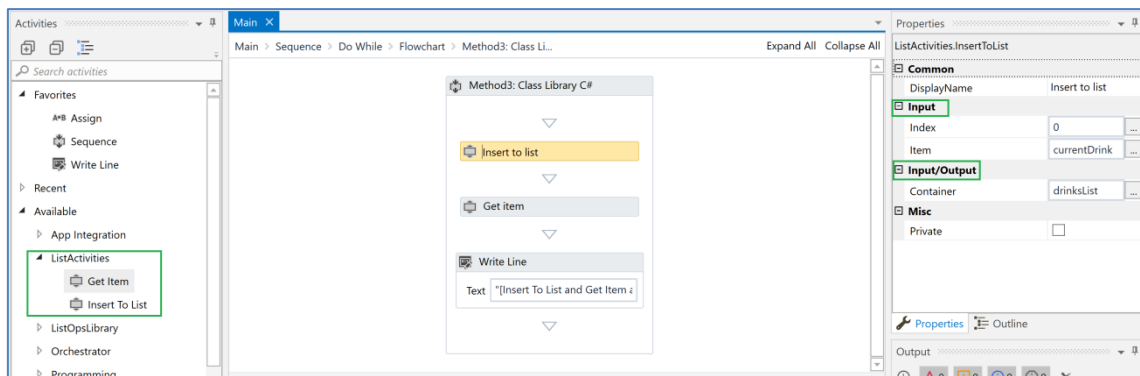 Activities
Search activities
Favorites
A*B Assign
Sequence
Write Line
Recent
Available
App Integration
ListActivities
Get Item
Insert To List
ListOpsLibrary
Orchestrator
Programming
Main
Main > Sequence > Do While > Flowchart > Method3: Class Li...
Expand All Collapse All
Method3: Class Library C#
Insert to list
Get item
Write Line
Text "[Insert To List and Get Item a
Properties
ListActivities.InsertToList
Common
DisplayName Insert to list
Input
Index 0 ...
Item currentDrink ...
Input/Output
Container drinksList ...
Misc
Private
Properties Outline
Output